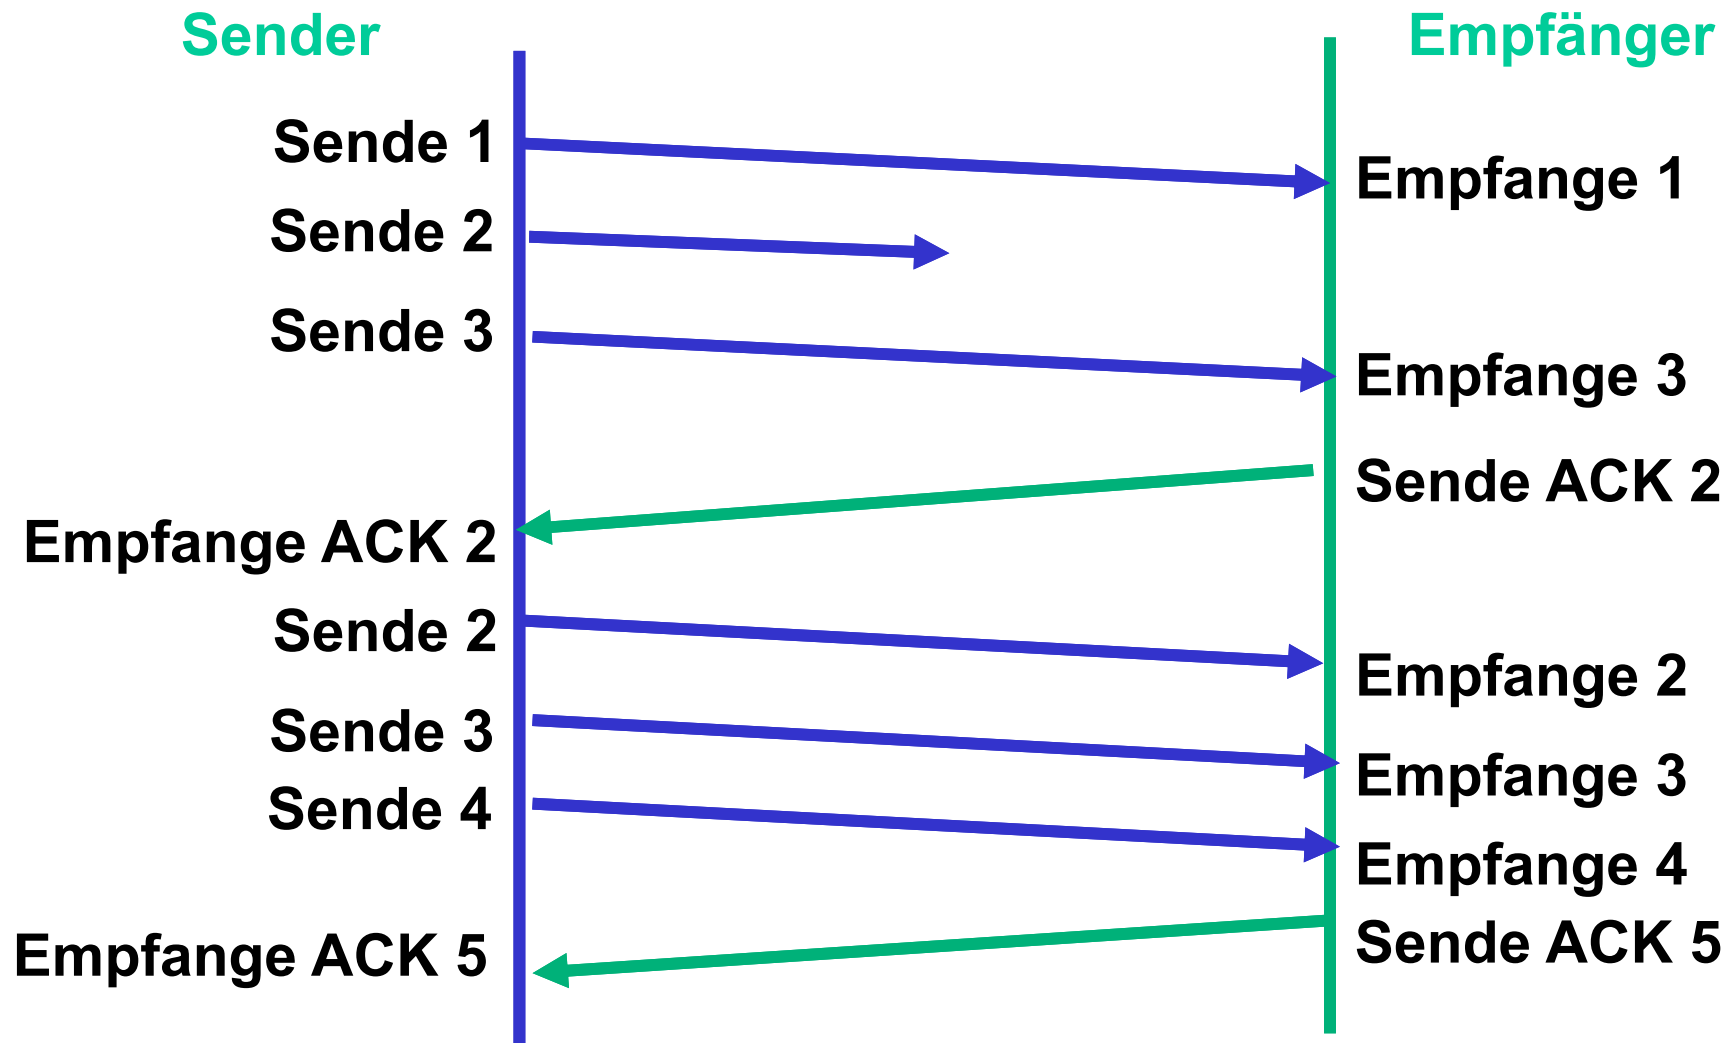 Sender
Empfänger
Sende 1
Empfange 1
Sende 2
Sende 3
Empfange 3
Sende ACK 2
Empfange ACK 2
Sende 2
Empfange 2
Sende 3
Empfange 3
Sende 4
Empfange 4
Sende ACK 5
Empfange ACK 5